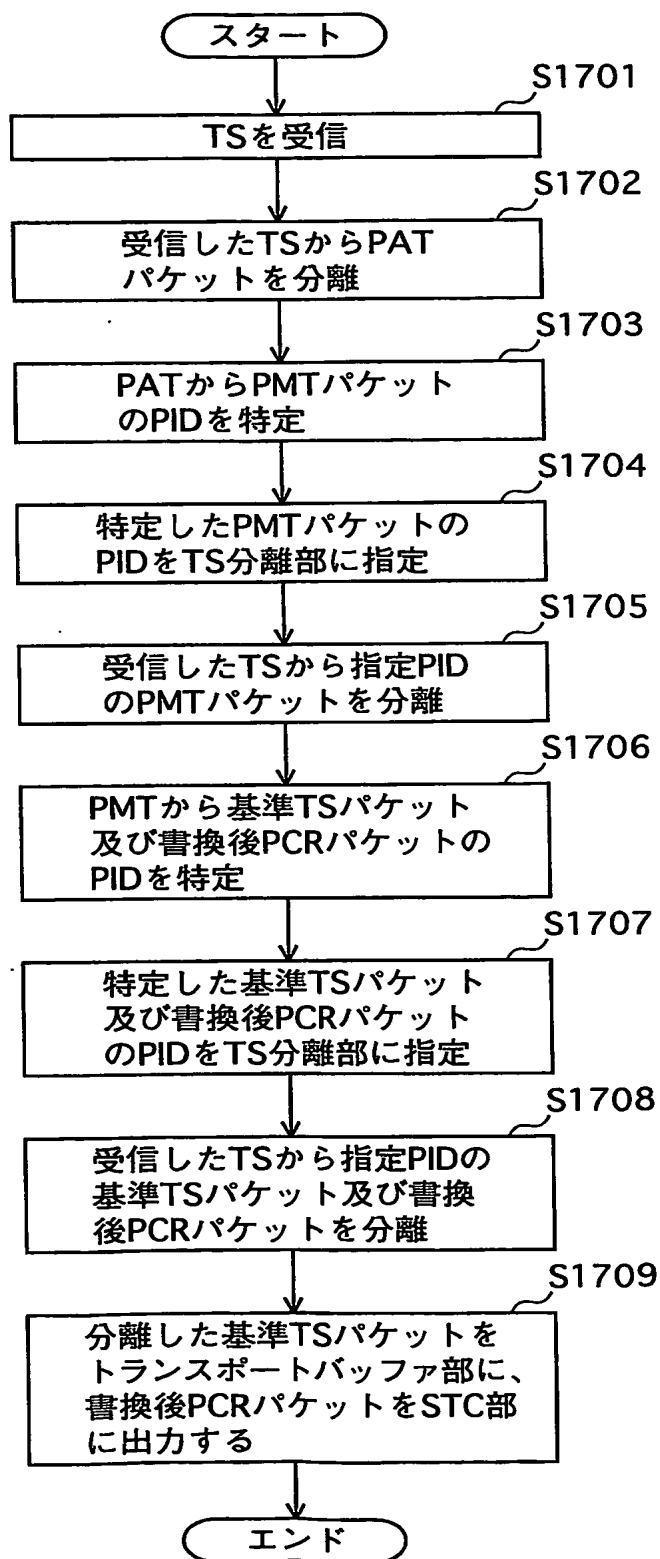 スタート
S1701
TSを受信
S1702
受信したTSからPAT
パケットを分離
S1703
PATからPMTパケット
のPIDを特定
S1704
特定したPMTパケットの
PIDをTS分離部に指定
S1705
受信したTSから指定PID
のPMTパケットを分離
S1706
PMTから基準TSパケット
及び書換後PCRパケットの
PIDを特定
S1707
特定した基準TSパケット
及び書換後PCRパケット
のPIDをTS分離部に指定
S1708
受信したTSから指定PIDの
基準TSパケット及び書換
後PCRパケットを分離
S1709
分離した基準TSパケットを
トランスポートバッファ部に、
書換後PCRパケットをSTC部
に出力する
エンド